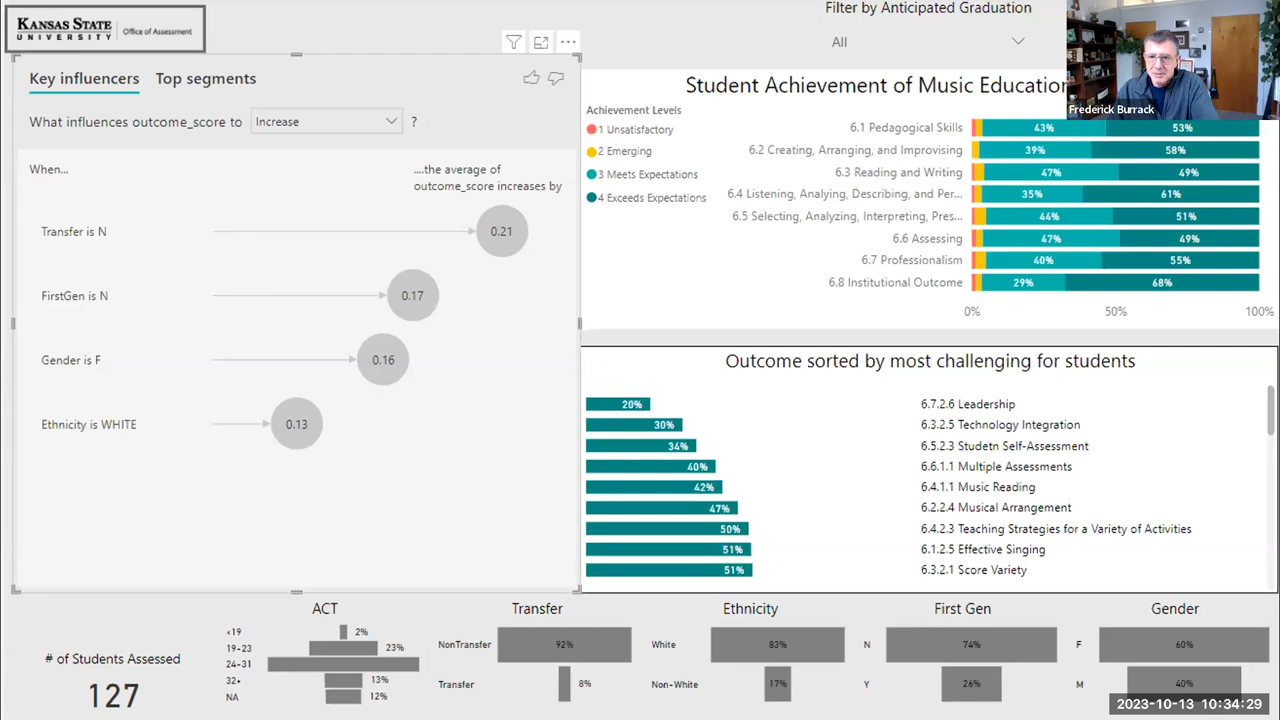 KANSAS STATE
UNIVERSITY
Office of Assessment
Filter by Anticipated Graduation
All
Frederick Burrack
Key influencers
Top segments
What influences outcome_score to
Increase
?
When...
....the average of
outcome_score increases by
Transfer is N
0.21
FirstGen is N
0.17
Gender is F
0.16
Ethnicity is WHITE
0.13
Student Achievement of Music Education
Achievement Levels
1 Unsatisfactory
2 Emerging
3 Meets Expectations
4 Exceeds Expectations
6.1 Pedagogical Skills 43% 53%
6.2 Creating, Arranging, and Improvising 39% 58%
6.3 Reading and Writing 47% 49%
6.4 Listening, Analying, Describing, and Per... 35% 61%
6.5 Selecting, Analyzing, Interpreting, Pres... 44% 51%
6.6 Assessing 47% 49%
6.7 Professionalism 40% 55%
6.8 Institutional Outcome 29% 68%
0% 50% 100%
Outcome sorted by most challenging for students
20% 6.7.2.6 Leadership
30% 6.3.2.5 Technology Integration
34% 6.5.2.3 Studetn Self-Assessment
40% 6.6.1.1 Multiple Assessments
42% 6.4.1.1 Music Reading
47% 6.2.2.4 Musical Arrangement
50% 6.4.2.3 Teaching Strategies for a Variety of Activities
51% 6.1.2.5 Effective Singing
51% 6.3.2.1 Score Variety
# of Students Assessed
127
ACT
<19 2%
19-23 23%
24-31
32+ 13%
NA 12%
Transfer
NonTransfer 92%
Transfer 8%
Ethnicity
White 83%
Non-White 17%
First Gen
N 74%
Y 26%
Gender
F 60%
M 40%
2023-10-13 10:34:29